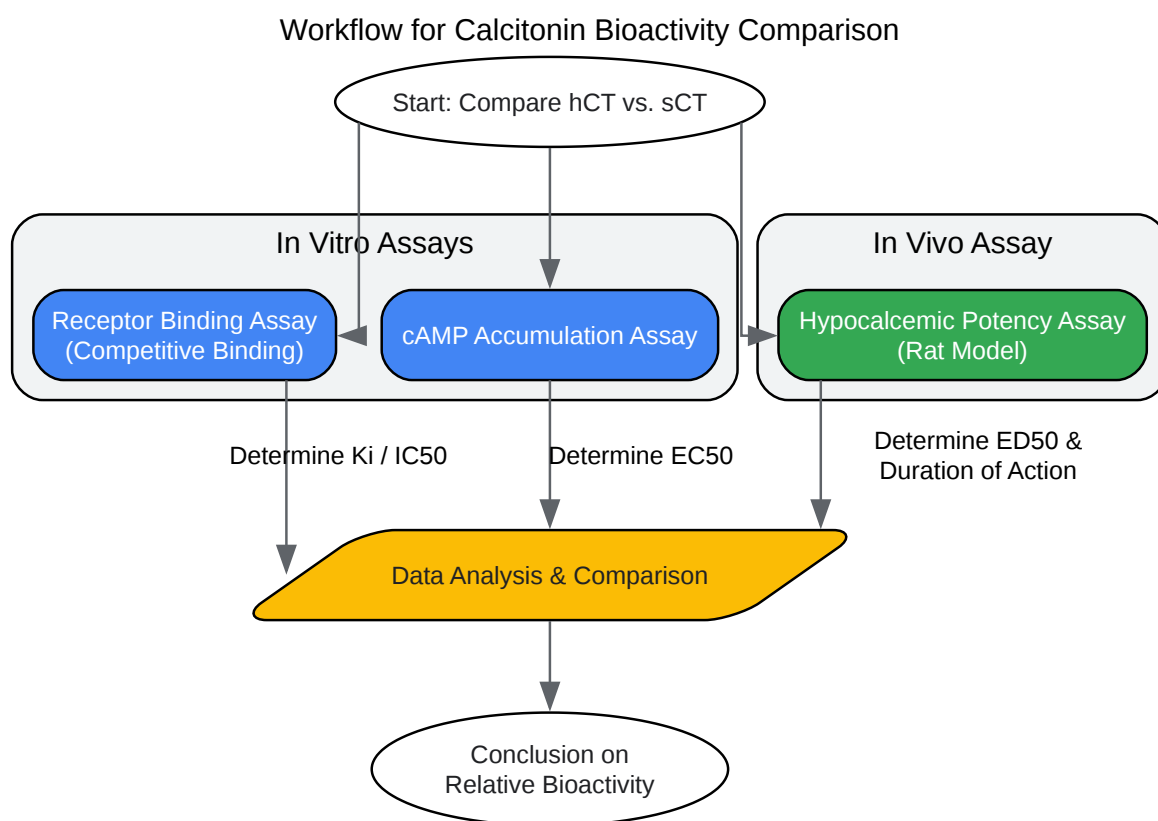 Workflow for Calcitonin Bioactivity Comparison
Start: Compare hCT vs. sCT
In Vitro Assays
In Vivo Assay
Receptor Binding Assay
(Competitive Binding)
cAMP Accumulation Assay
Hypocalcemic Potency Assay
(Rat Model)
Determine Ki / IC50
Determine EC50
Determine ED50 &
Duration of Action
Data Analysis & Comparison
Conclusion on
Relative Bioactivity